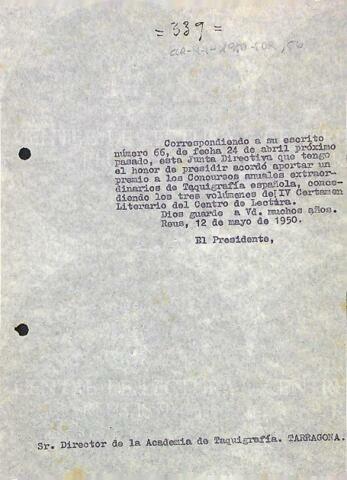 = 339 =
Correspondiendo a su escrito
número 66, de fecha 24 de abril próximo
pasado, esta Junta Directiva que tengo
el honor de presidir acordó aportar un
premio a los Concursos anuales extraor-
dinarios de Taquigrafía española, conce-
diendo los tres volúmenes del IV Certamen
Literario del Centro de Lectura.
Dios guarde a Vd. muchos años.
Reus, 12 de mayo de 1950.
El Presidente,
Sr. Director de la Academia de Taquigrafía. TARRAGONA.